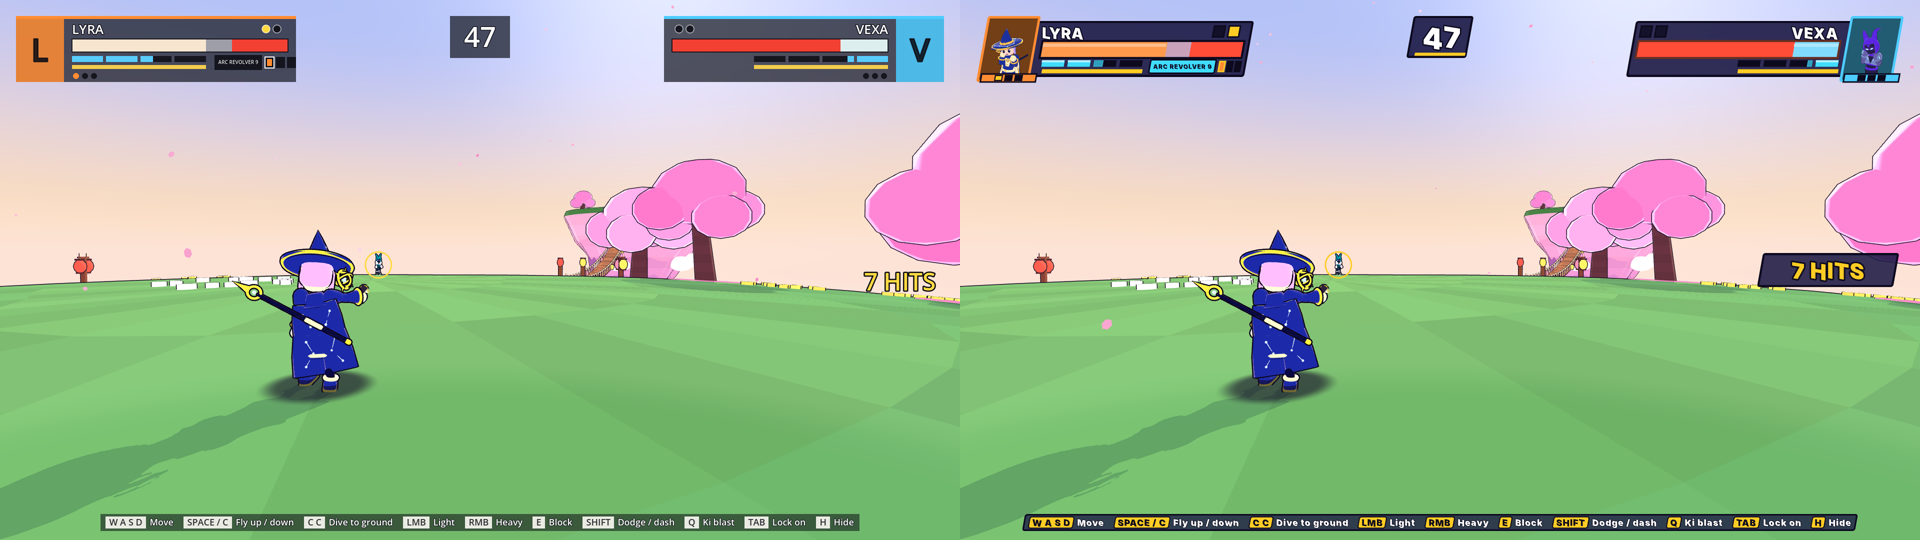 L
LYRA
ARC REVOLVER 9
47
VEXA
V
7 HITS
W A S D Move SPACE / C Fly up / down C C Dive to ground LMB Light RMB Heavy E Block SHIFT Dodge / dash Q Ki blast TAB Lock on H Hide
LYRA
ARC REVOLVER 9
47
VEXA
7 HITS
W A S D Move SPACE / C Fly up / down C C Dive to ground LMB Light RMB Heavy E Block SHIFT Dodge / dash Q Ki blast TAB Lock on H Hide